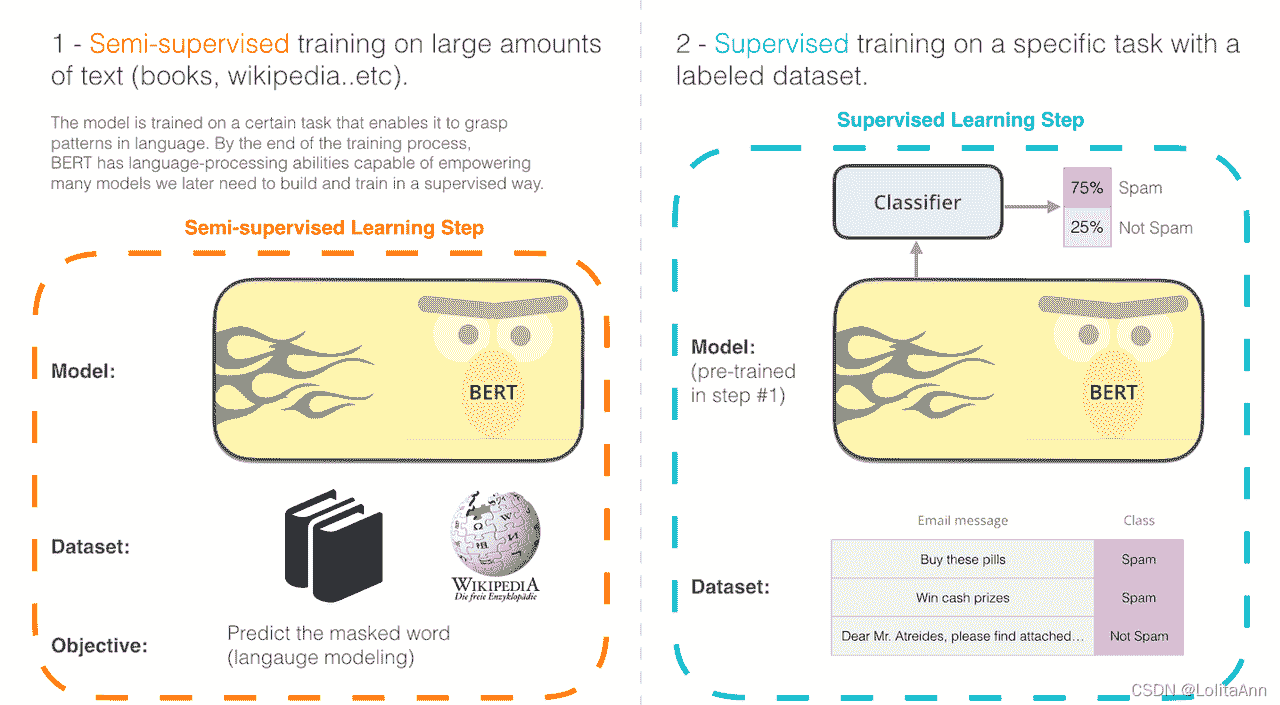 1 - Semi-supervised training on large amounts
of text (books, wikipedia..etc).
The model is trained on a certain task that enables it to grasp
patterns in language. By the end of the training process,
BERT has language-processing abilities capable of empowering
many models we later need to build and train in a supervised way.
Semi-supervised Learning Step
Model:
BERT
Dataset:
WIKIPEDIA
Die freie Enzyklopädie
Objective:
Predict the masked word
(langauge modeling)
2 - Supervised training on a specific task with a
labeled dataset.
Supervised Learning Step
Classifier
75% Spam
25% Not Spam
Model:
(pre-trained
in step #1)
BERT
Dataset:
Email message Class
Buy these pills Spam
Win cash prizes Spam
Dear Mr. Atreides, please find attached... Not Spam
CSDN @LolitaAnn